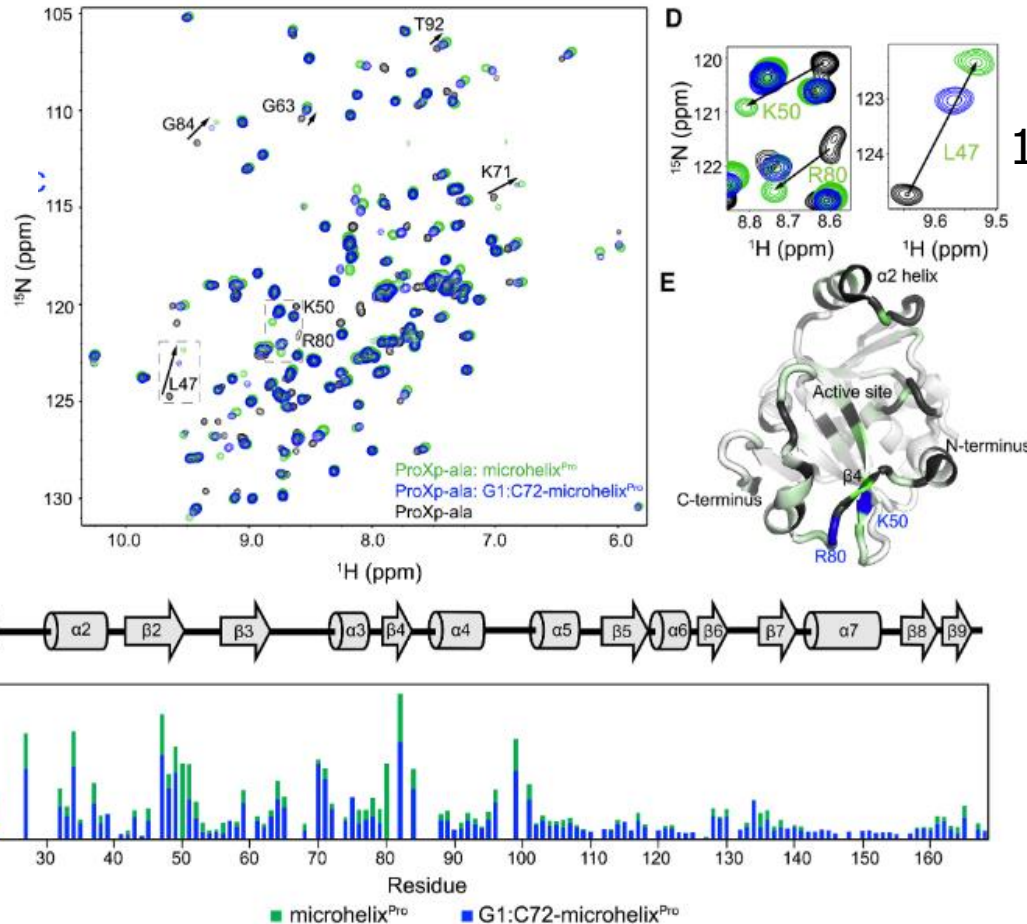 105
110
115
120
125
130
¹⁵N (ppm)
T92
G63
G84
K71
K50
R80
L47
ProXp-ala: microhelixᴾʳᵒ
ProXp-ala: G1:C72-microhelixᴾʳᵒ
ProXp-ala
10.0 9.0 8.0 7.0 6.0
¹H (ppm)
D
120
121
122
¹⁵N (ppm)
K50
R80
8.8 8.7 8.6
¹H (ppm)
123
124
L47
9.6 9.5
¹H (ppm)
1
E
α2 helix
Active site
N-terminus
β4
C-terminus
K50
R80
α2 β2 β3 α3 β4 α4 α5 β5 α6 β6 β7 α7 β8 β9
30 40 50 60 70 80 90 100 110 120 130 140 150 160
Residue
microhelixᴾʳᵒ G1:C72-microhelixᴾʳᵒ